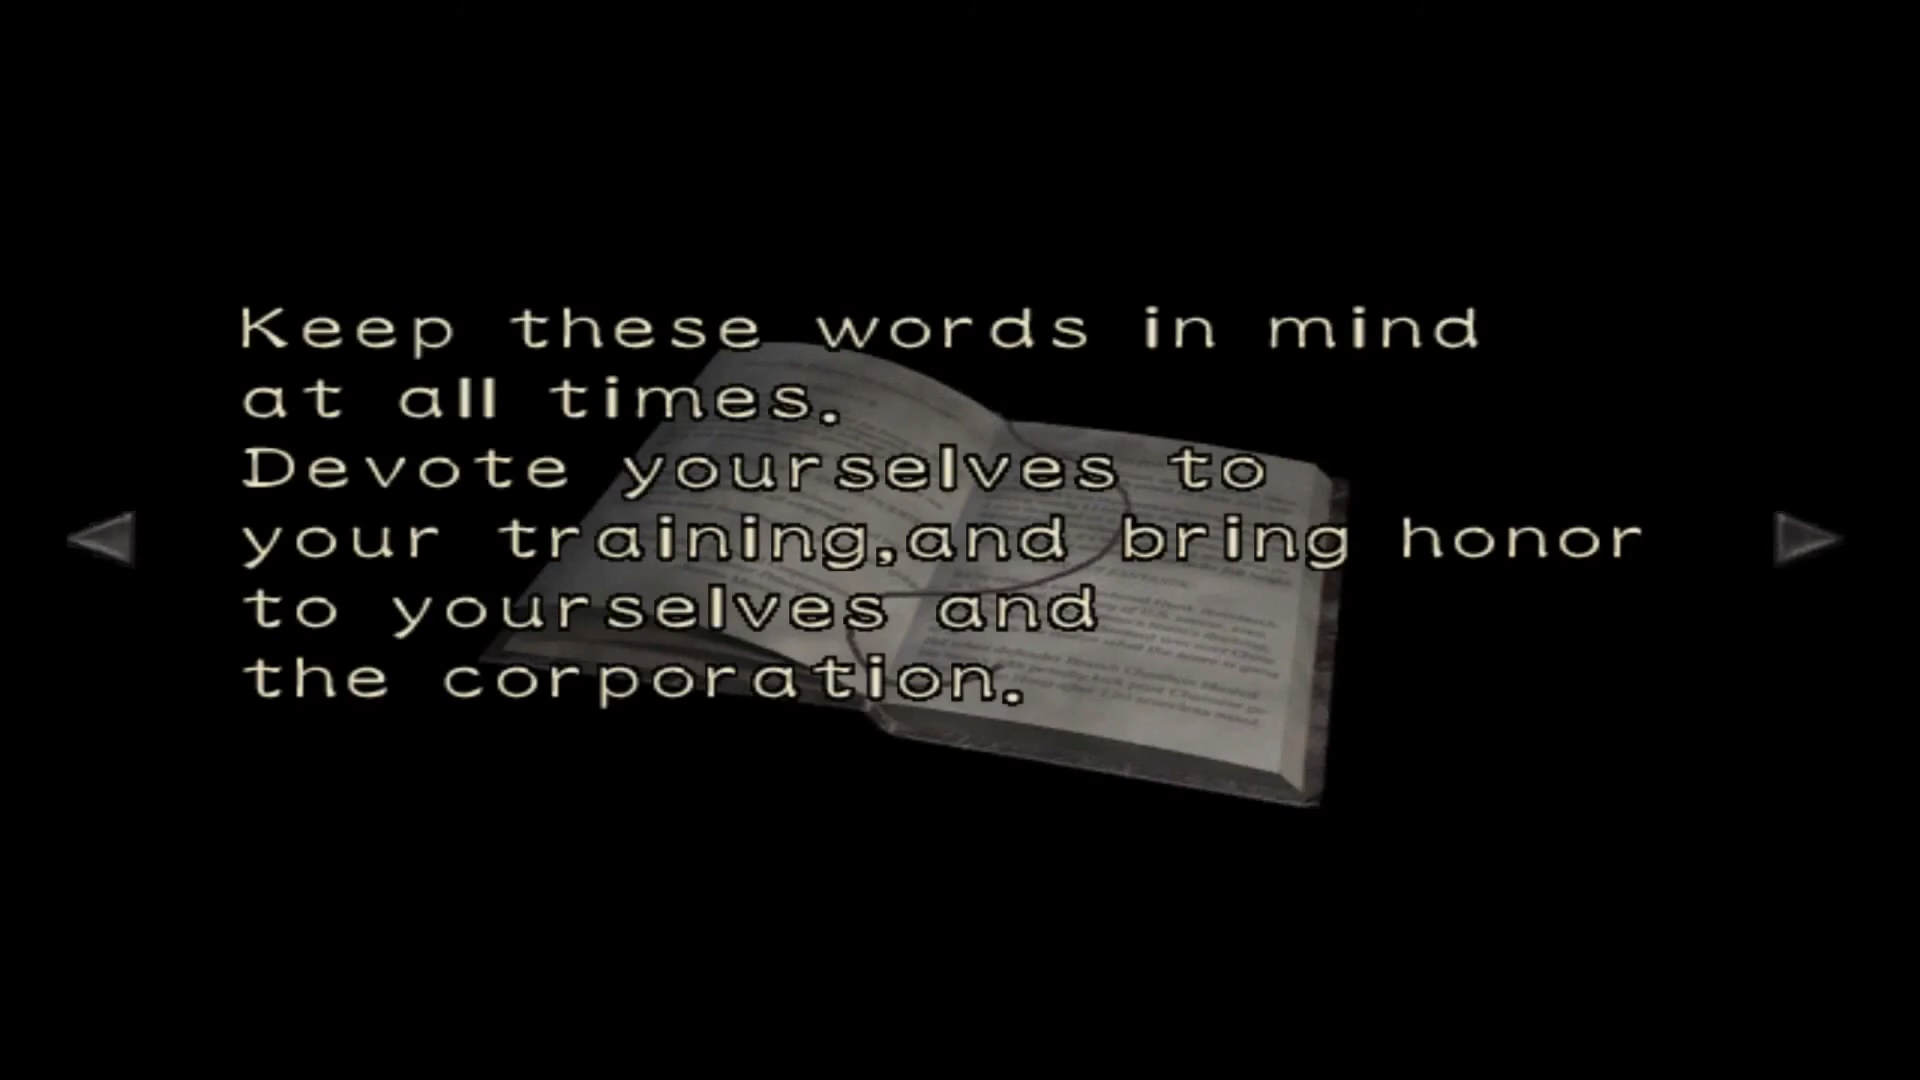 Keep these words in mind
at all times.
Devote yourselves to
your training,and bring honor
to yourselves and
the corporation.